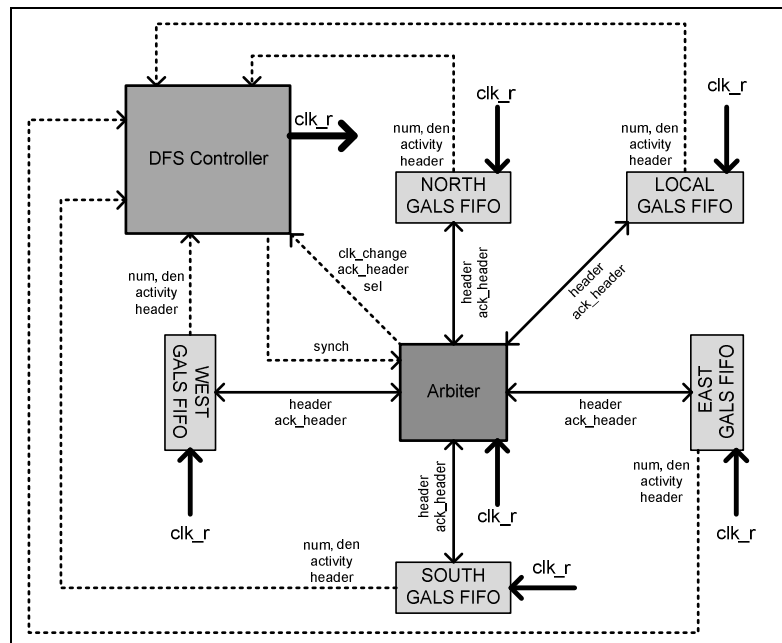 clk_r
DFS Controller
num, den
activity
header
clk_r
NORTH
GALS FIFO
num, den
activity
header
clk_r
LOCAL
GALS FIFO
num, den
activity
header
clk_change
ack_header
sel
header
ack_header
header
ack_header
synch
WEST
GALS FIFO
header
ack_header
Arbiter
header
ack_header
EAST
GALS FIFO
clk_r
header
ack_header
clk_r
num, den
activity
header
clk_r
num, den
activity
header
SOUTH
GALS FIFO
clk_r